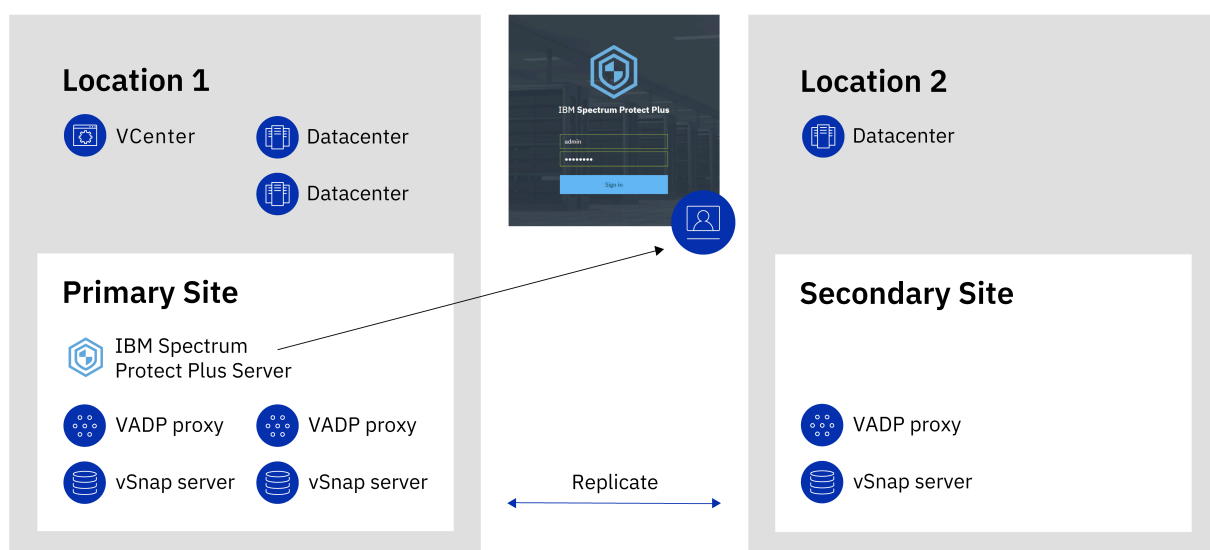 Location 1
VCenter
Datacenter
Datacenter
Primary Site
IBM Spectrum
Protect Plus Server
VADP proxy
VADP proxy
vSnap server
vSnap server
IBM Spectrum Protect Plus
admin
••••••••
Sign in
Replicate
Location 2
Datacenter
Secondary Site
VADP proxy
vSnap server